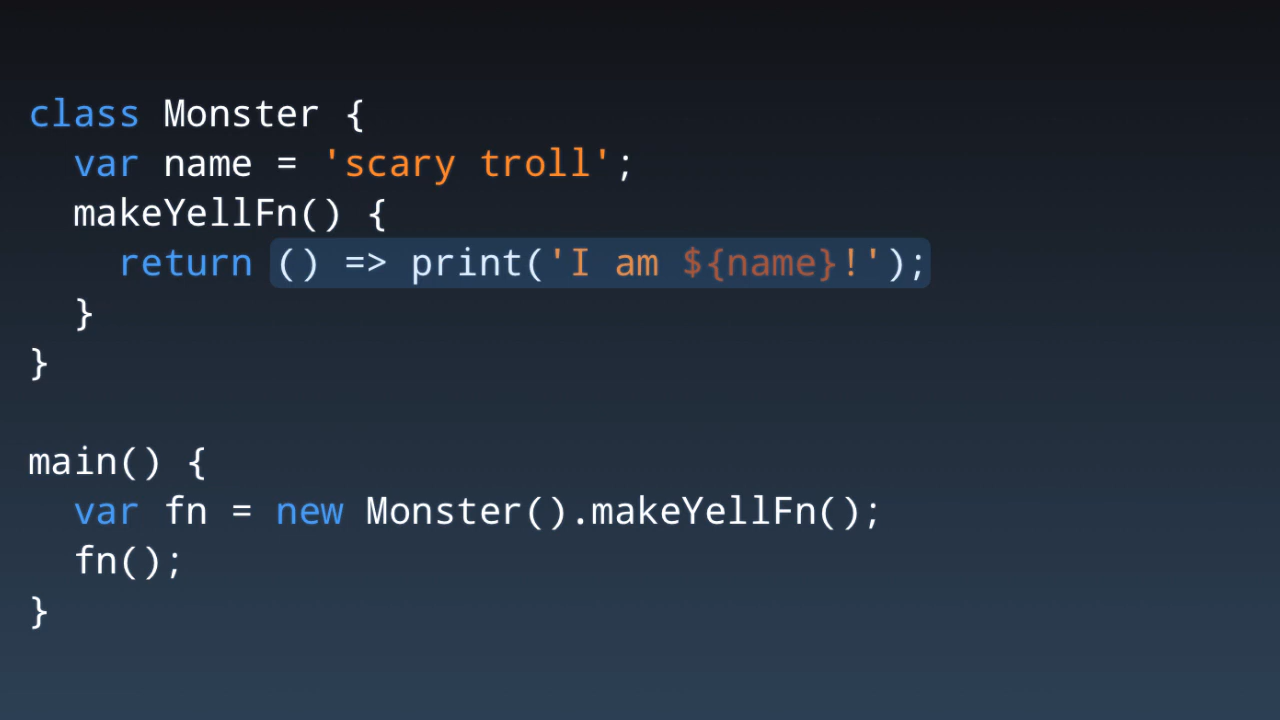 class Monster {
  var name = 'scary troll';
  makeYellFn() {
    return () => print('I am ${name}!');
  }
}

main() {
  var fn = new Monster().makeYellFn();
  fn();
}